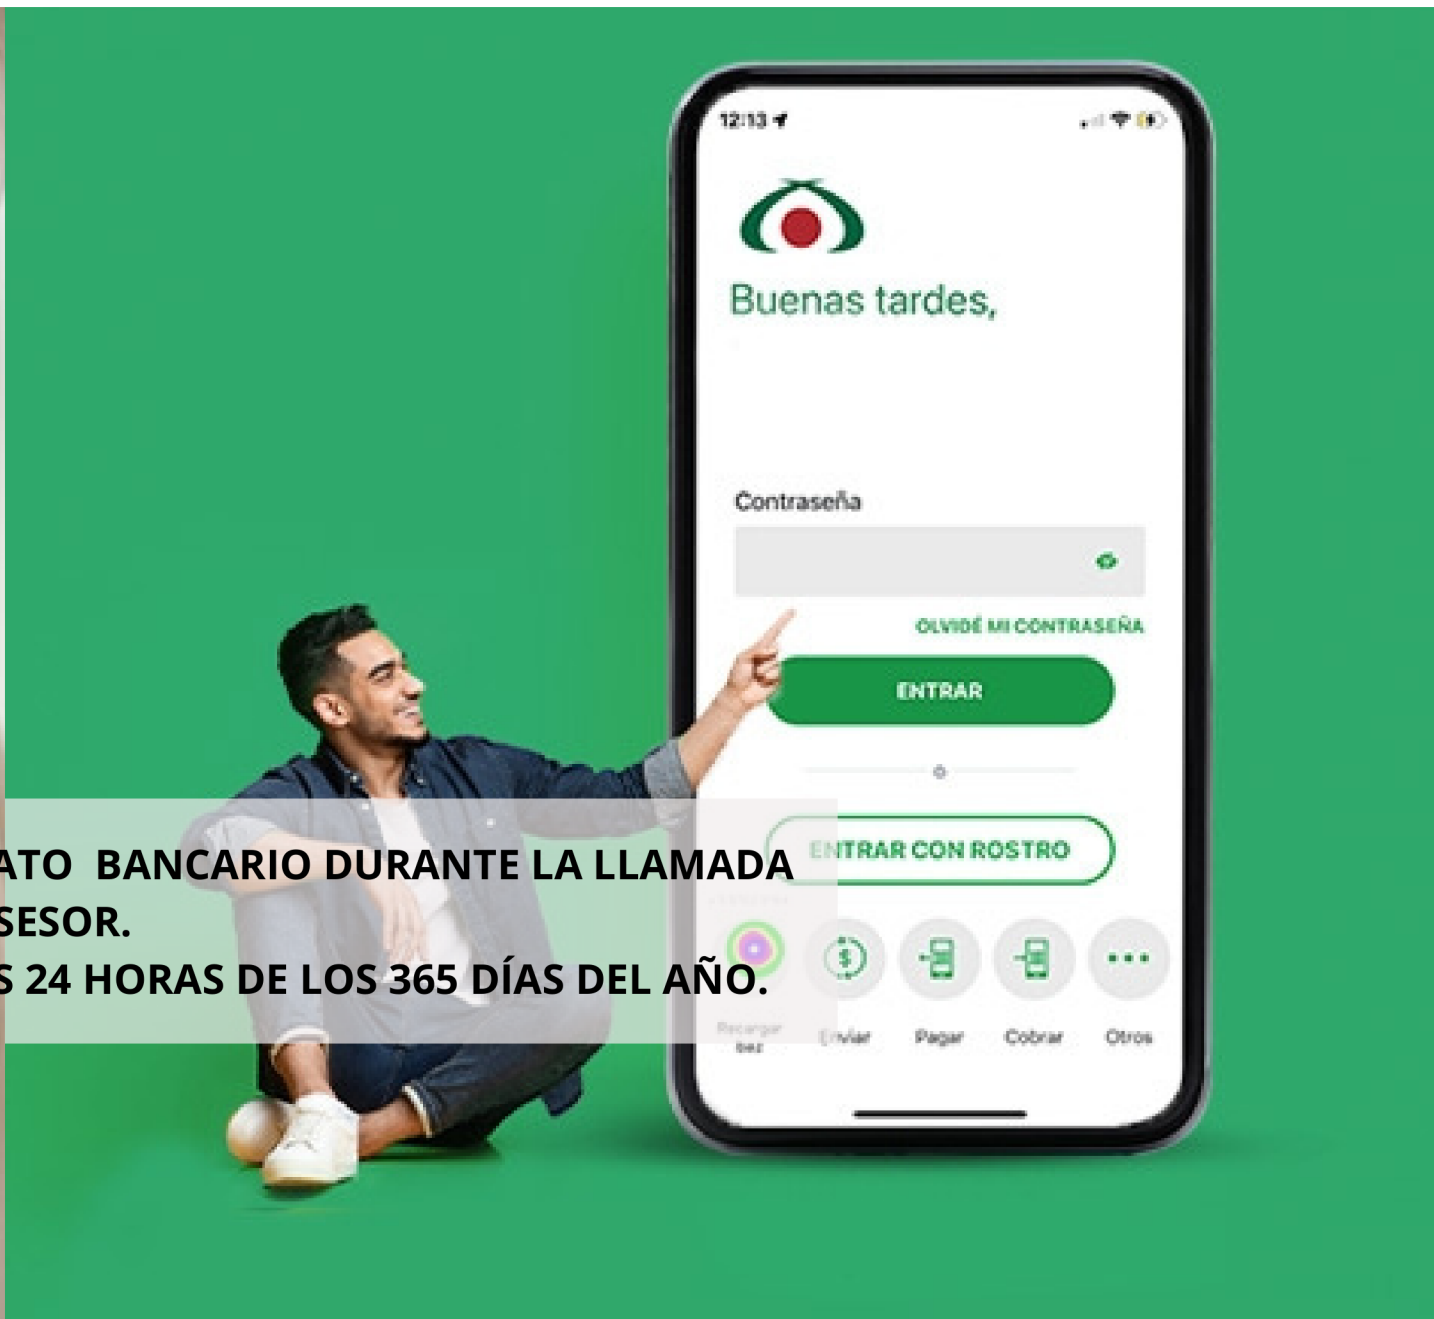 12:13
Buenas tardes,
Contraseña
OLVIDÉ MI CONTRASEÑA
ENTRAR
o
ENTRAR CON ROSTRO
ATO BANCARIO DURANTE LA LLAMADA
SESOR.
S 24 HORAS DE LOS 365 DÍAS DEL AÑO.
Recargar
Enviar
Pagar
Cobrar
Otros